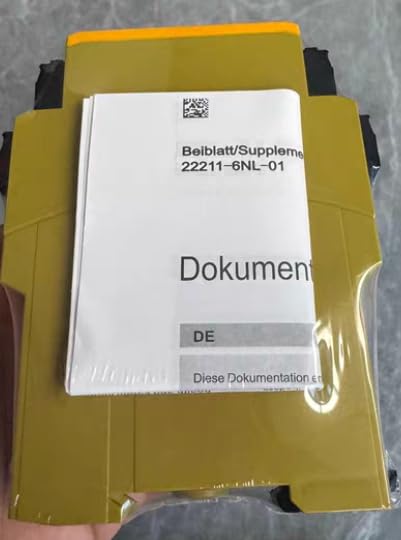 Beiblatt/Suppleme
22211-6NL-01
Dokument
DE
Diese Dokumentation e